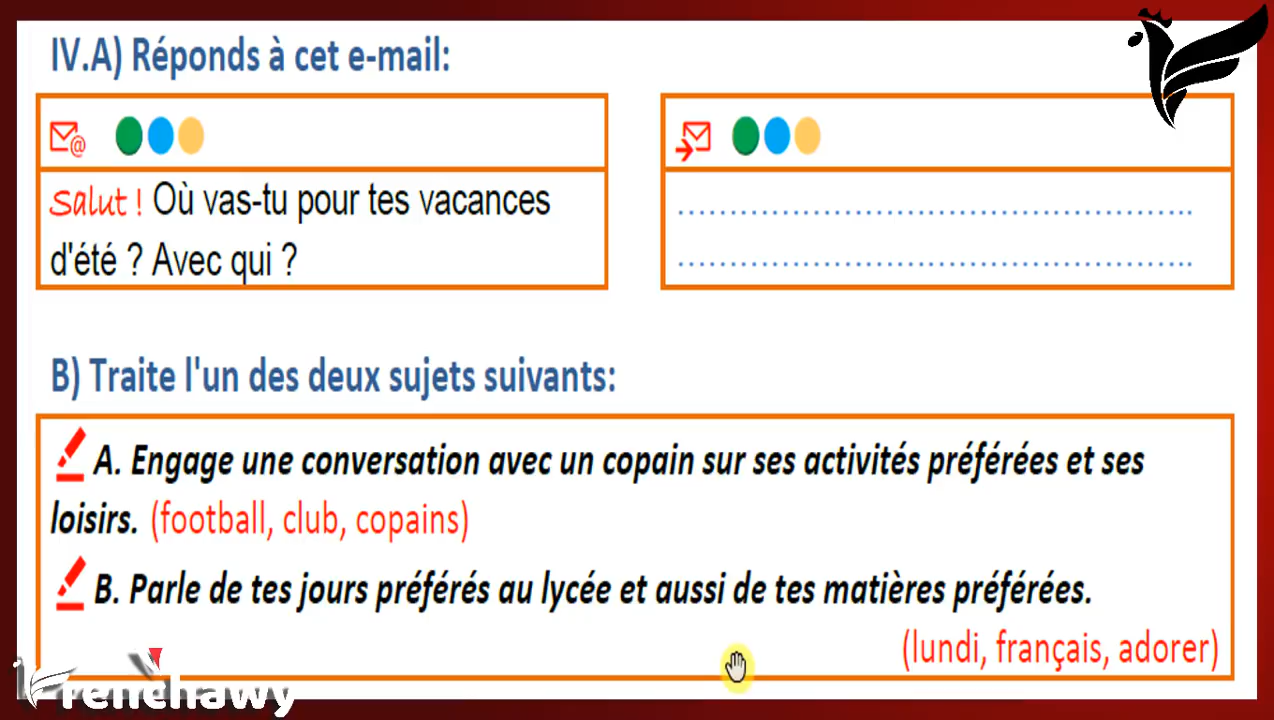 IV.A) Réponds à cet e-mail:
Salut ! Où vas-tu pour tes vacances
d'été ? Avec qui ?
……………………………………………..
……………………………………………..
B) Traite l'un des deux sujets suivants:
A. Engage une conversation avec un copain sur ses activités préférées et ses
loisirs. (football, club, copains)
B. Parle de tes jours préférés au lycée et aussi de tes matières préférées.
(lundi, français, adorer)
Frenchawy